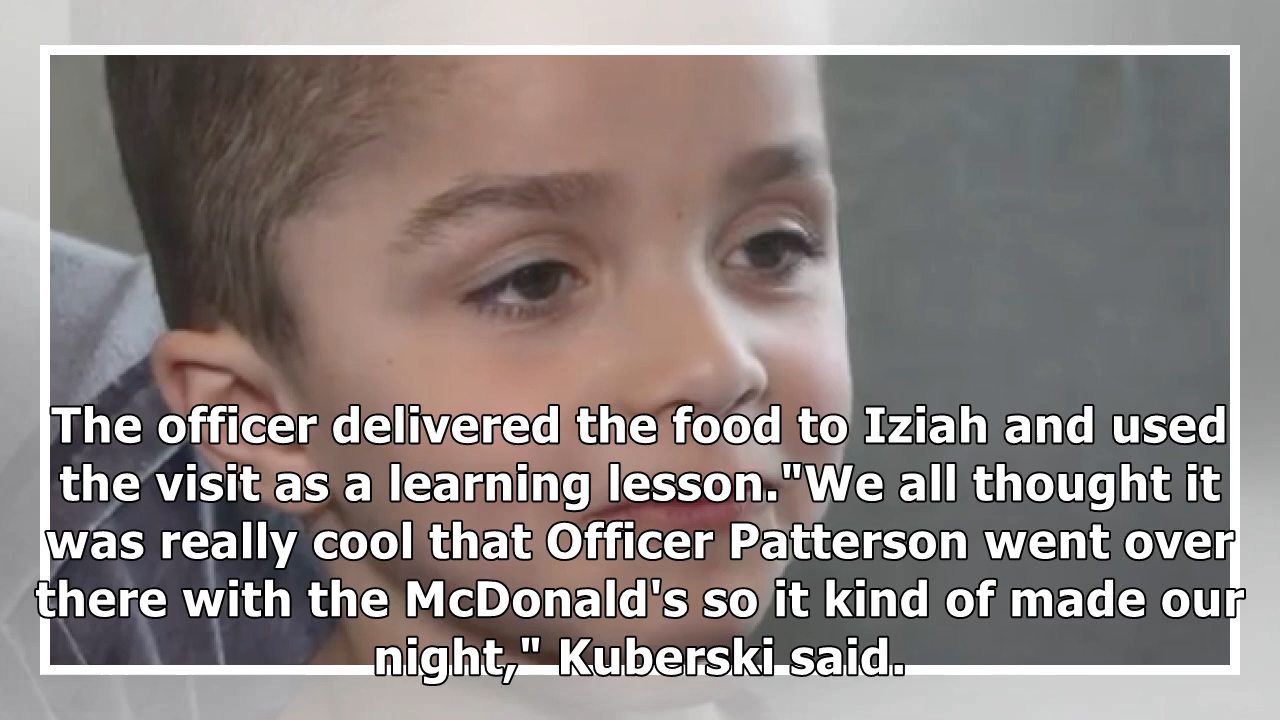 The officer delivered the food to Iziah and used
the visit as a learning lesson."We all thought it
was really cool that Officer Patterson went over
there with the McDonald's so it kind of made our
night," Kuberski said.